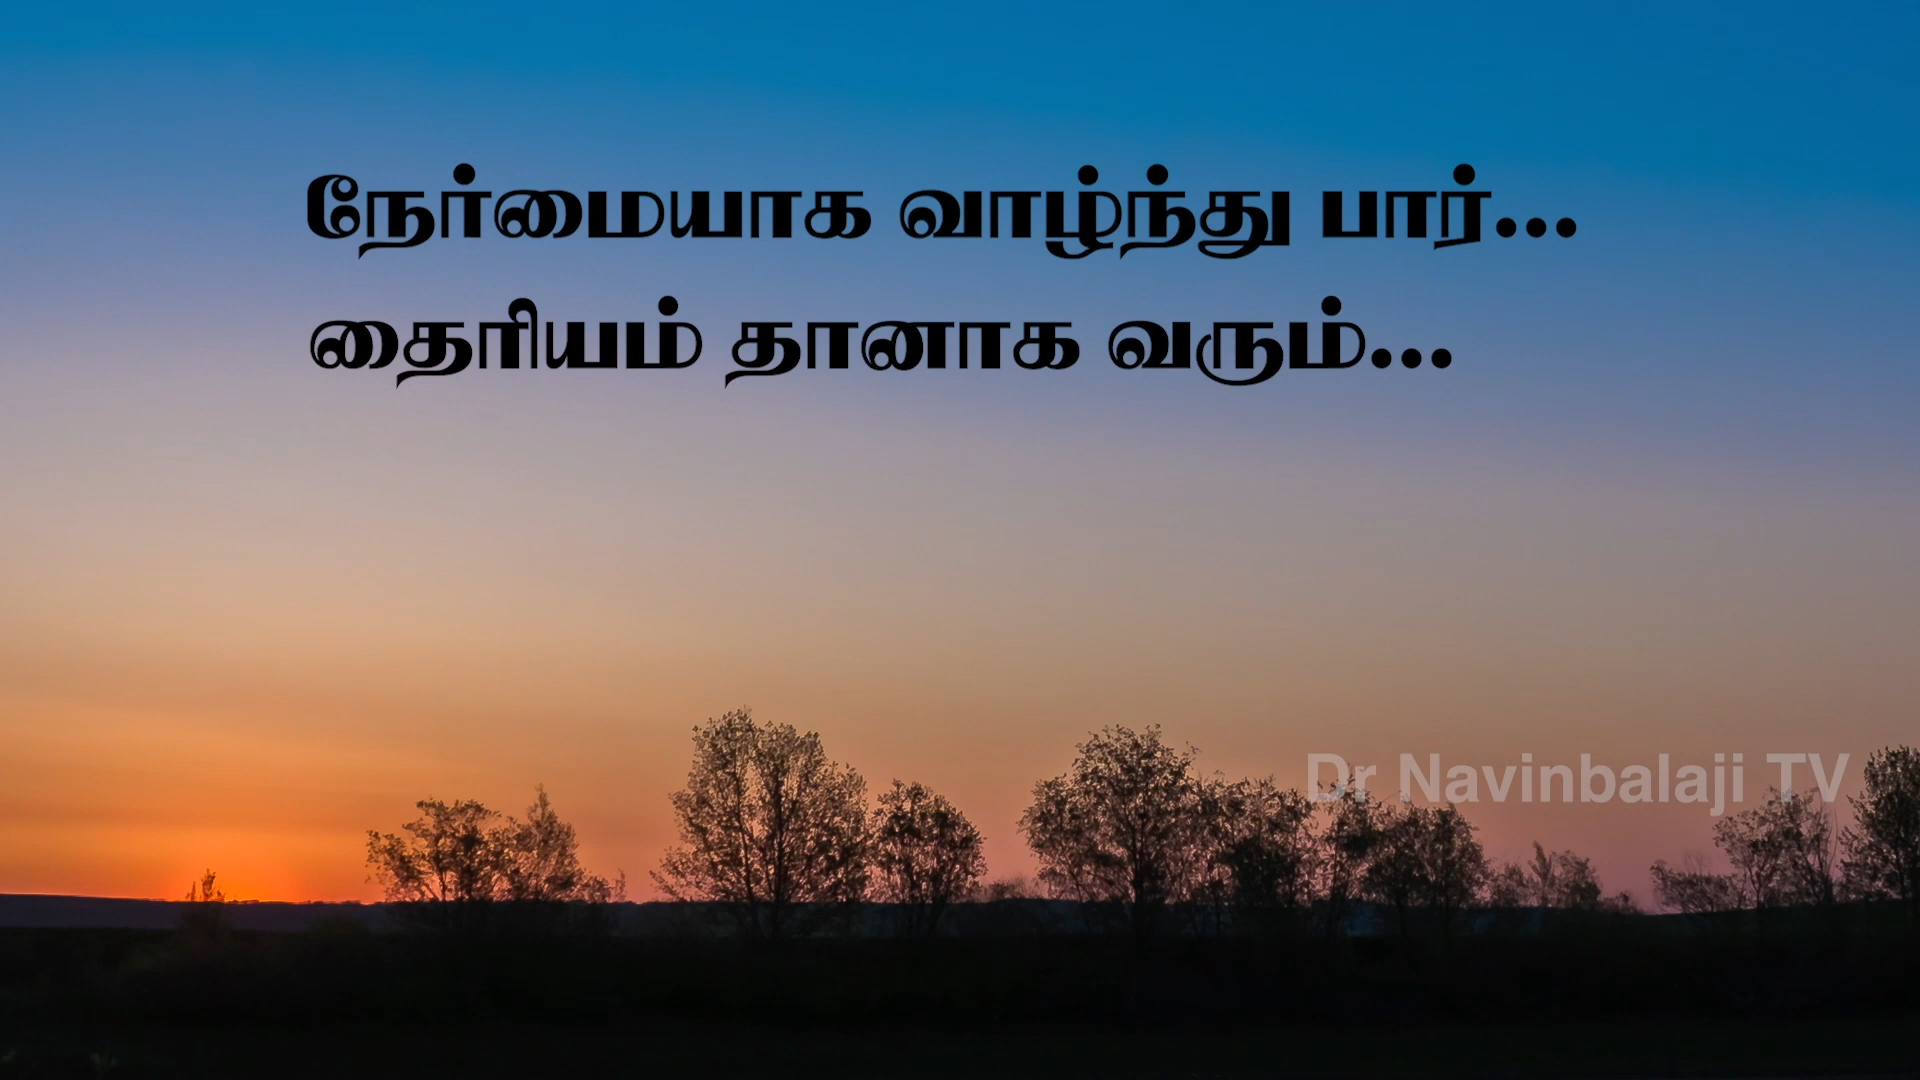 நேர்மையாக வாழ்ந்து பார்...
தைரியம் தானாக வரும்...
Dr Navinbalaji TV